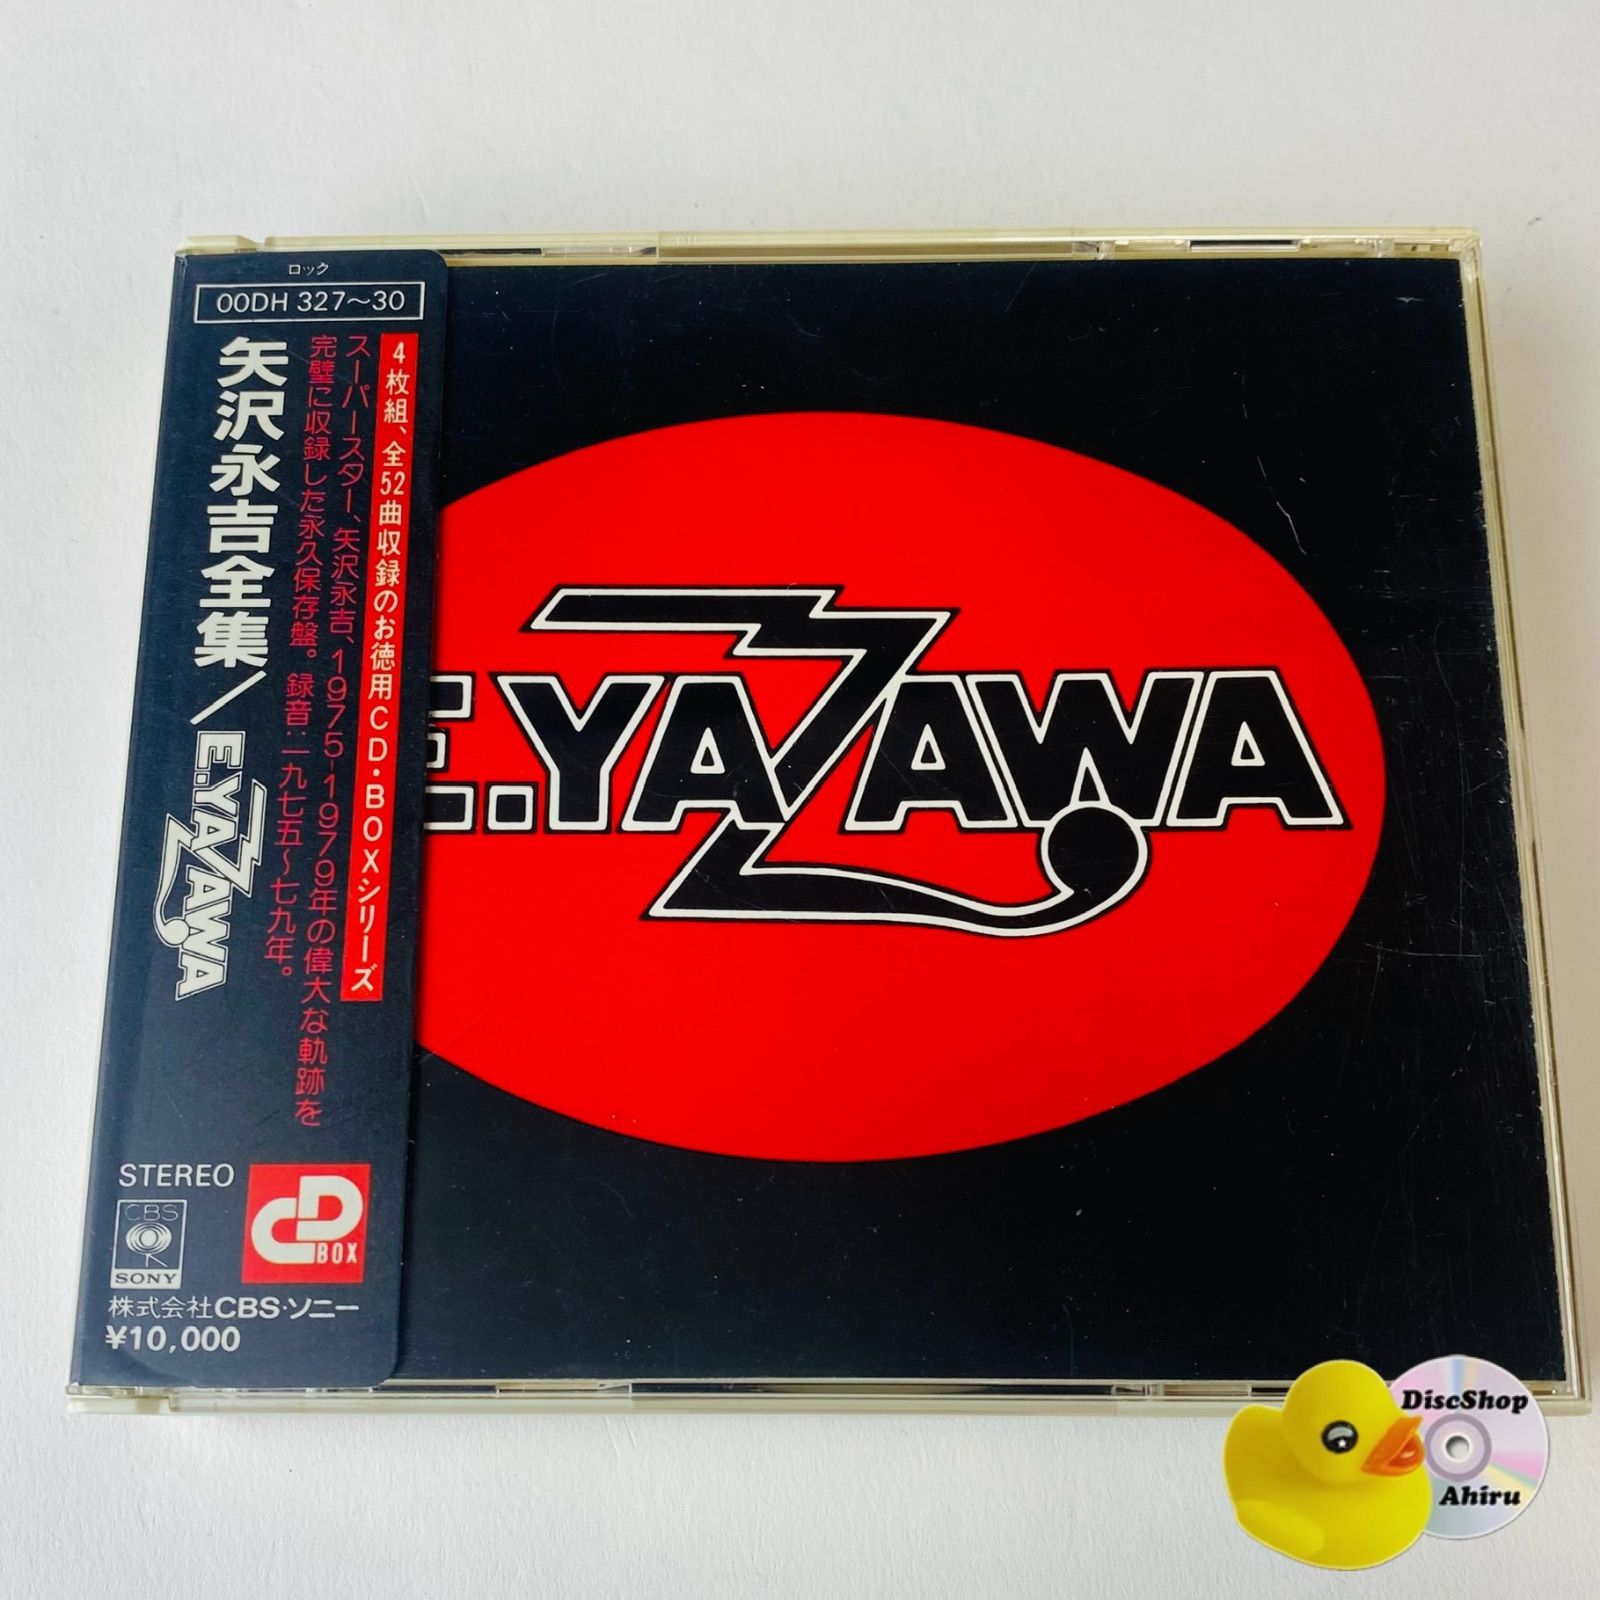 ロック
00DH 327〜30
4枚組、全52曲収録のお徳用CD・BOXシリーズ
スーパースター、矢沢永吉、1975-1979年の偉大な軌跡を
完璧に収録した永久保存盤。録音:一九七五〜七九年。
矢沢永吉全集/E.YAZAWA
STEREO
CBS
SONY
CD
BOX
株式会社CBS・ソニー
¥10,000
E.YAZAWA
DiscShop
Ahiru